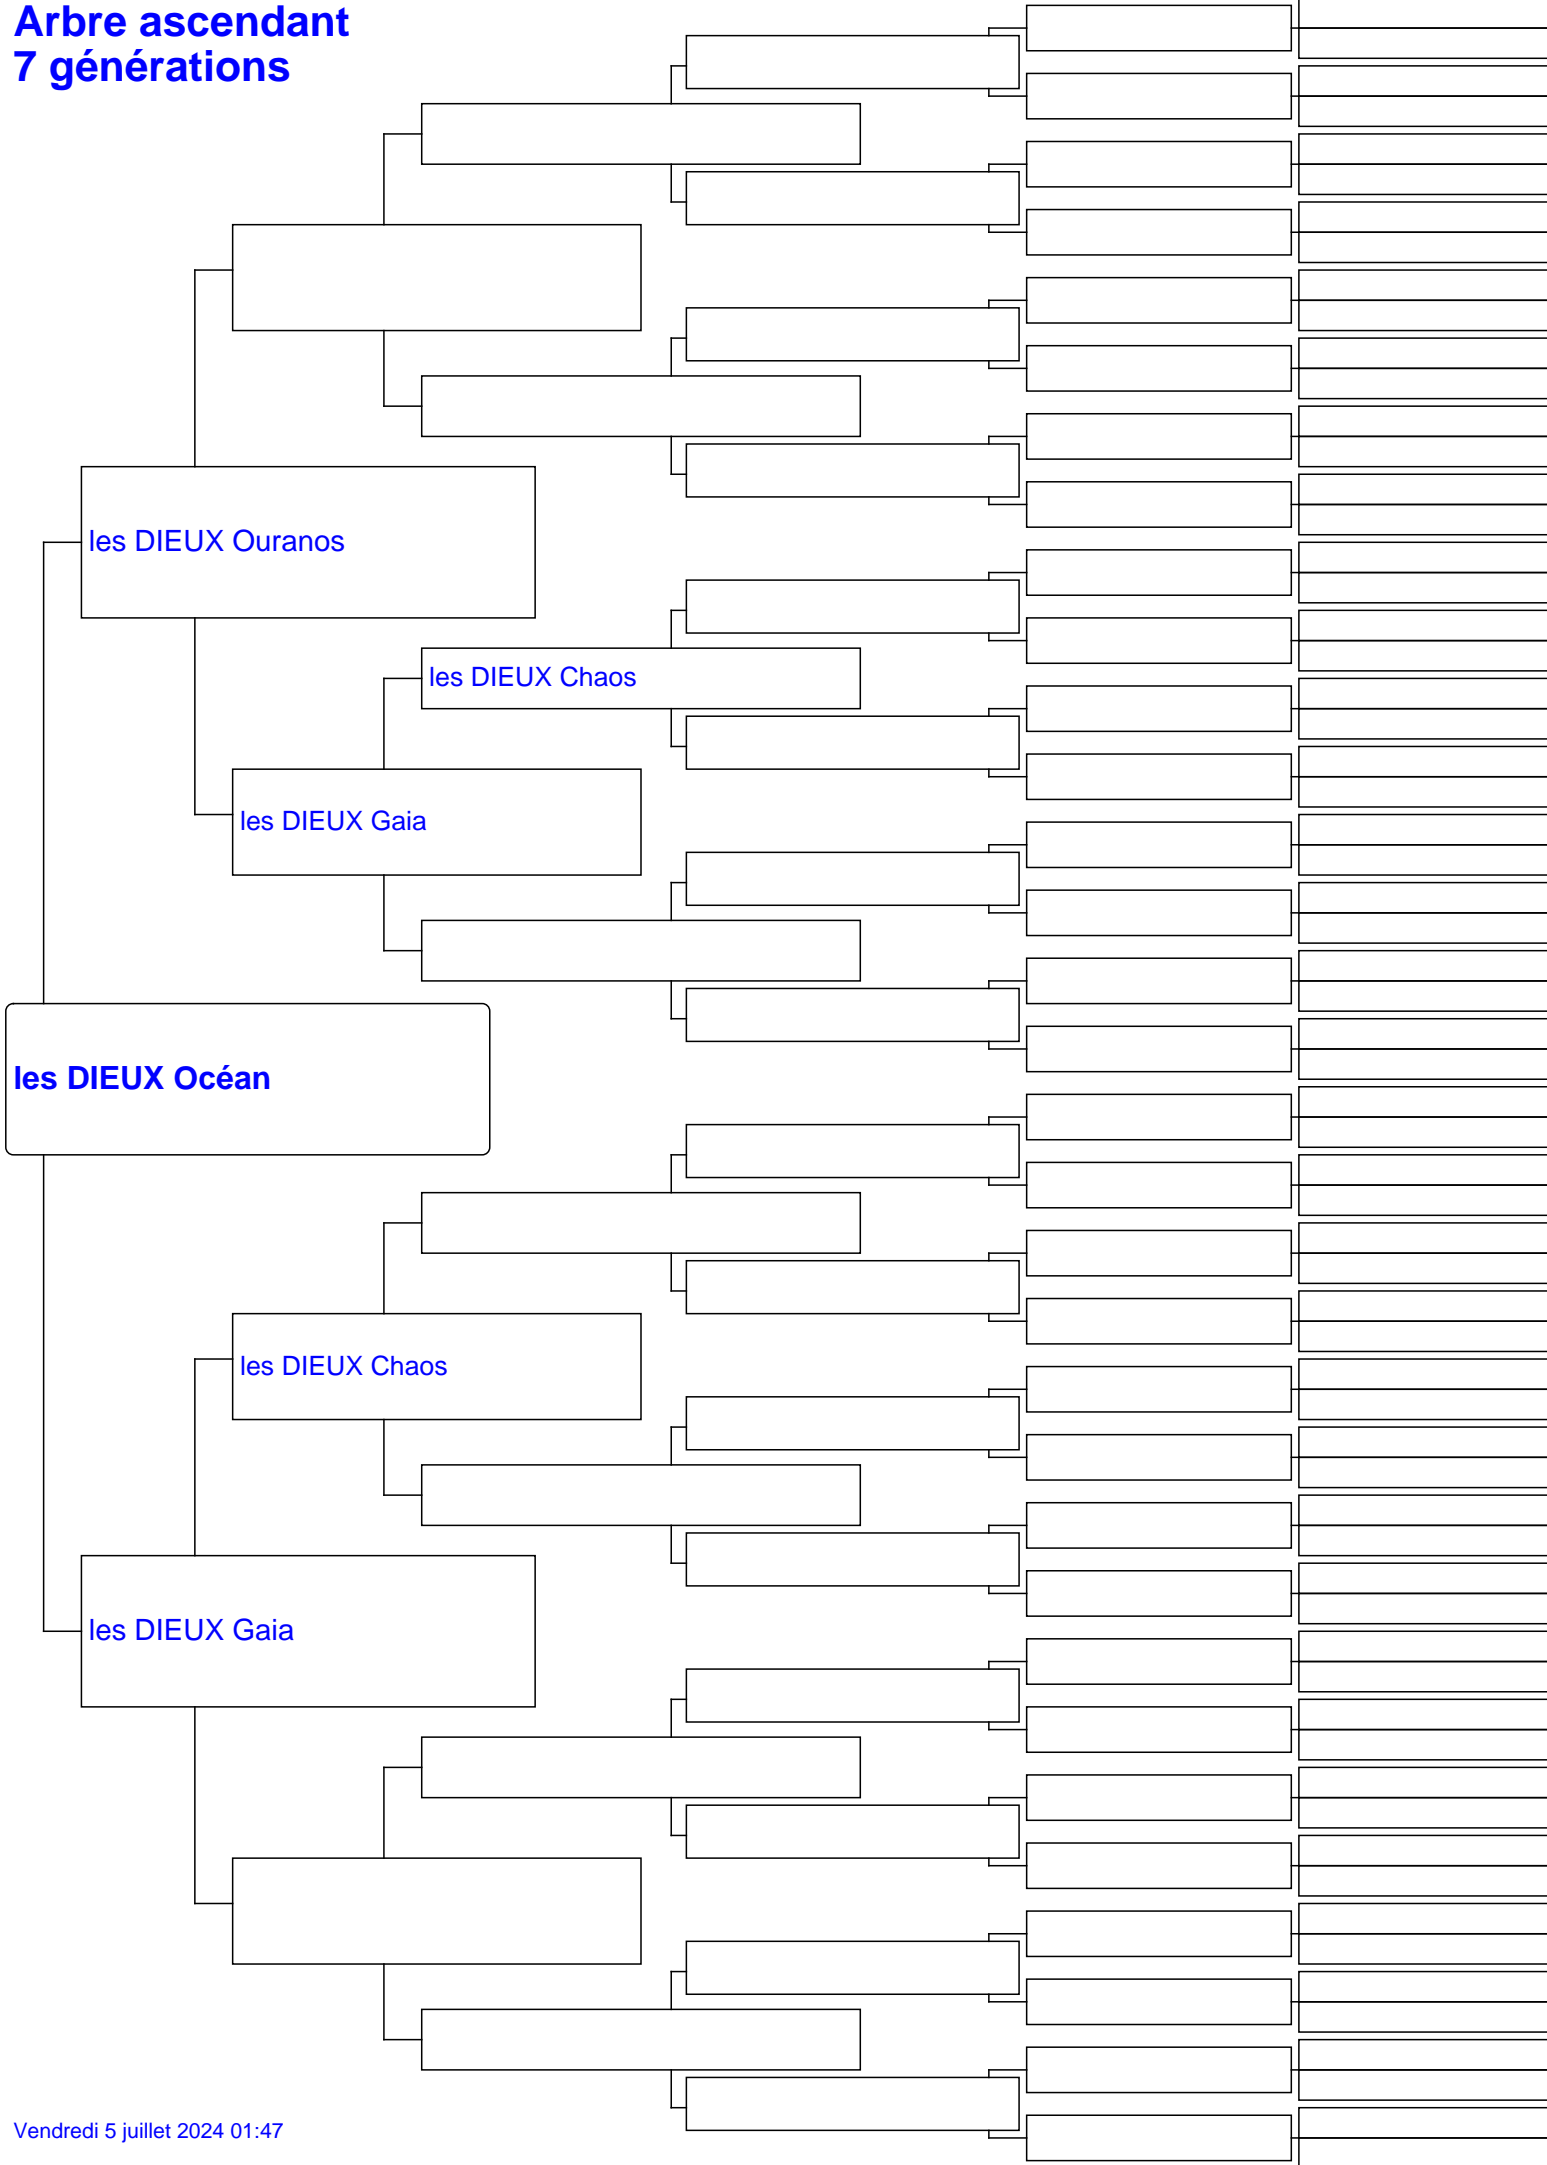 Arbre ascendant
7 générations
les DIEUX Ouranos
les DIEUX Chaos
les DIEUX Gaia
les DIEUX Océan
les DIEUX Chaos
les DIEUX Gaia
Vendredi 5 juillet 2024 01:47